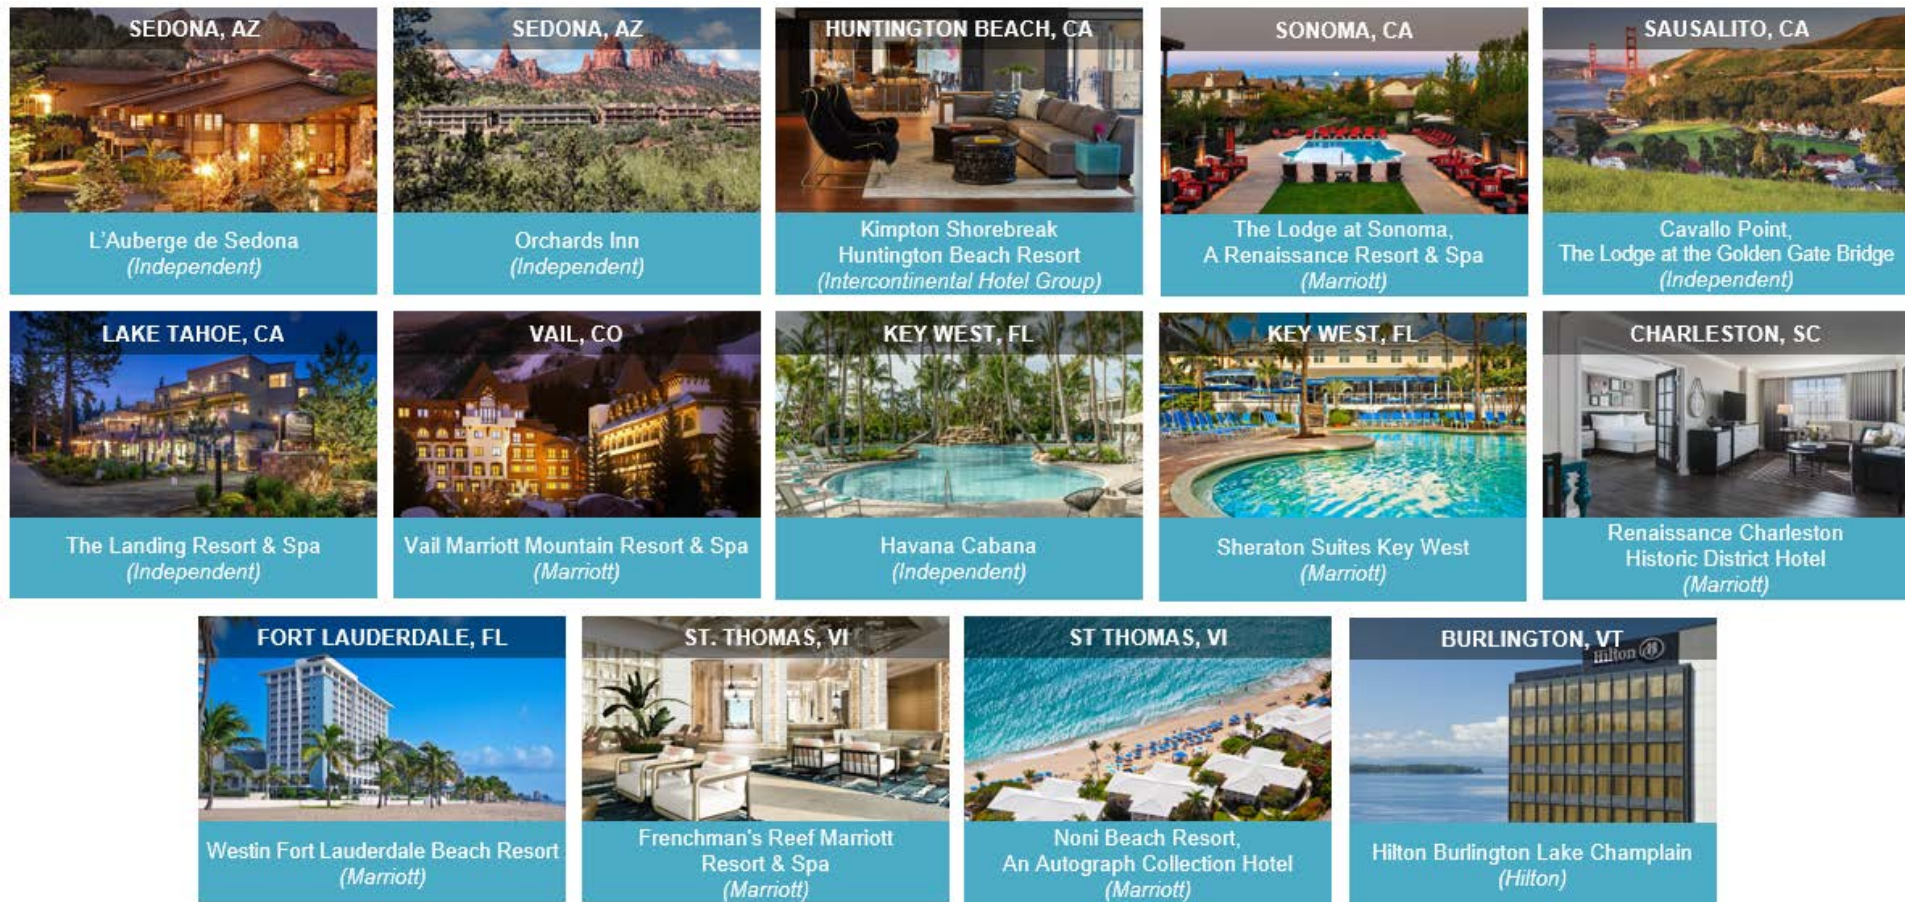 SEDONA, AZ
L'Auberge de Sedona
(Independent)
SEDONA, AZ
Orchards Inn
(Independent)
HUNTINGTON BEACH, CA
Kimpton Shorebreak
Huntington Beach Resort
(Intercontinental Hotel Group)
SONOMA, CA
The Lodge at Sonoma,
A Renaissance Resort & Spa
(Marriott)
SAUSALITO, CA
Cavallo Point,
The Lodge at the Golden Gate Bridge
(Independent)
LAKE TAHOE, CA
The Landing Resort & Spa
(Independent)
VAIL, CO
Vail Marriott Mountain Resort & Spa
(Marriott)
KEY WEST, FL
Havana Cabana
(Independent)
KEY WEST, FL
Sheraton Suites Key West
(Marriott)
CHARLESTON, SC
Renaissance Charleston
Historic District Hotel
(Marriott)
FORT LAUDERDALE, FL
Westin Fort Lauderdale Beach Resort
(Marriott)
ST. THOMAS, VI
Frenchman's Reef Marriott
Resort & Spa
(Marriott)
ST THOMAS, VI
Noni Beach Resort,
An Autograph Collection Hotel
(Marriott)
BURLINGTON, VT
Hilton
Hilton Burlington Lake Champlain
(Hilton)